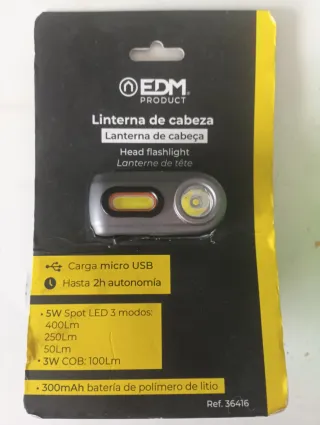 EDM®
PRODUCT
Linterna de cabeza
Lanterna de cabeça
Head flashlight
Lanterne de tête
Carga micro USB
Hasta 2h autonomía
• 5W Spot LED 3 modos:
400Lm
250Lm
50Lm
• 3W COB: 100Lm
• 300mAh batería de polímero de litio
Ref. 36416